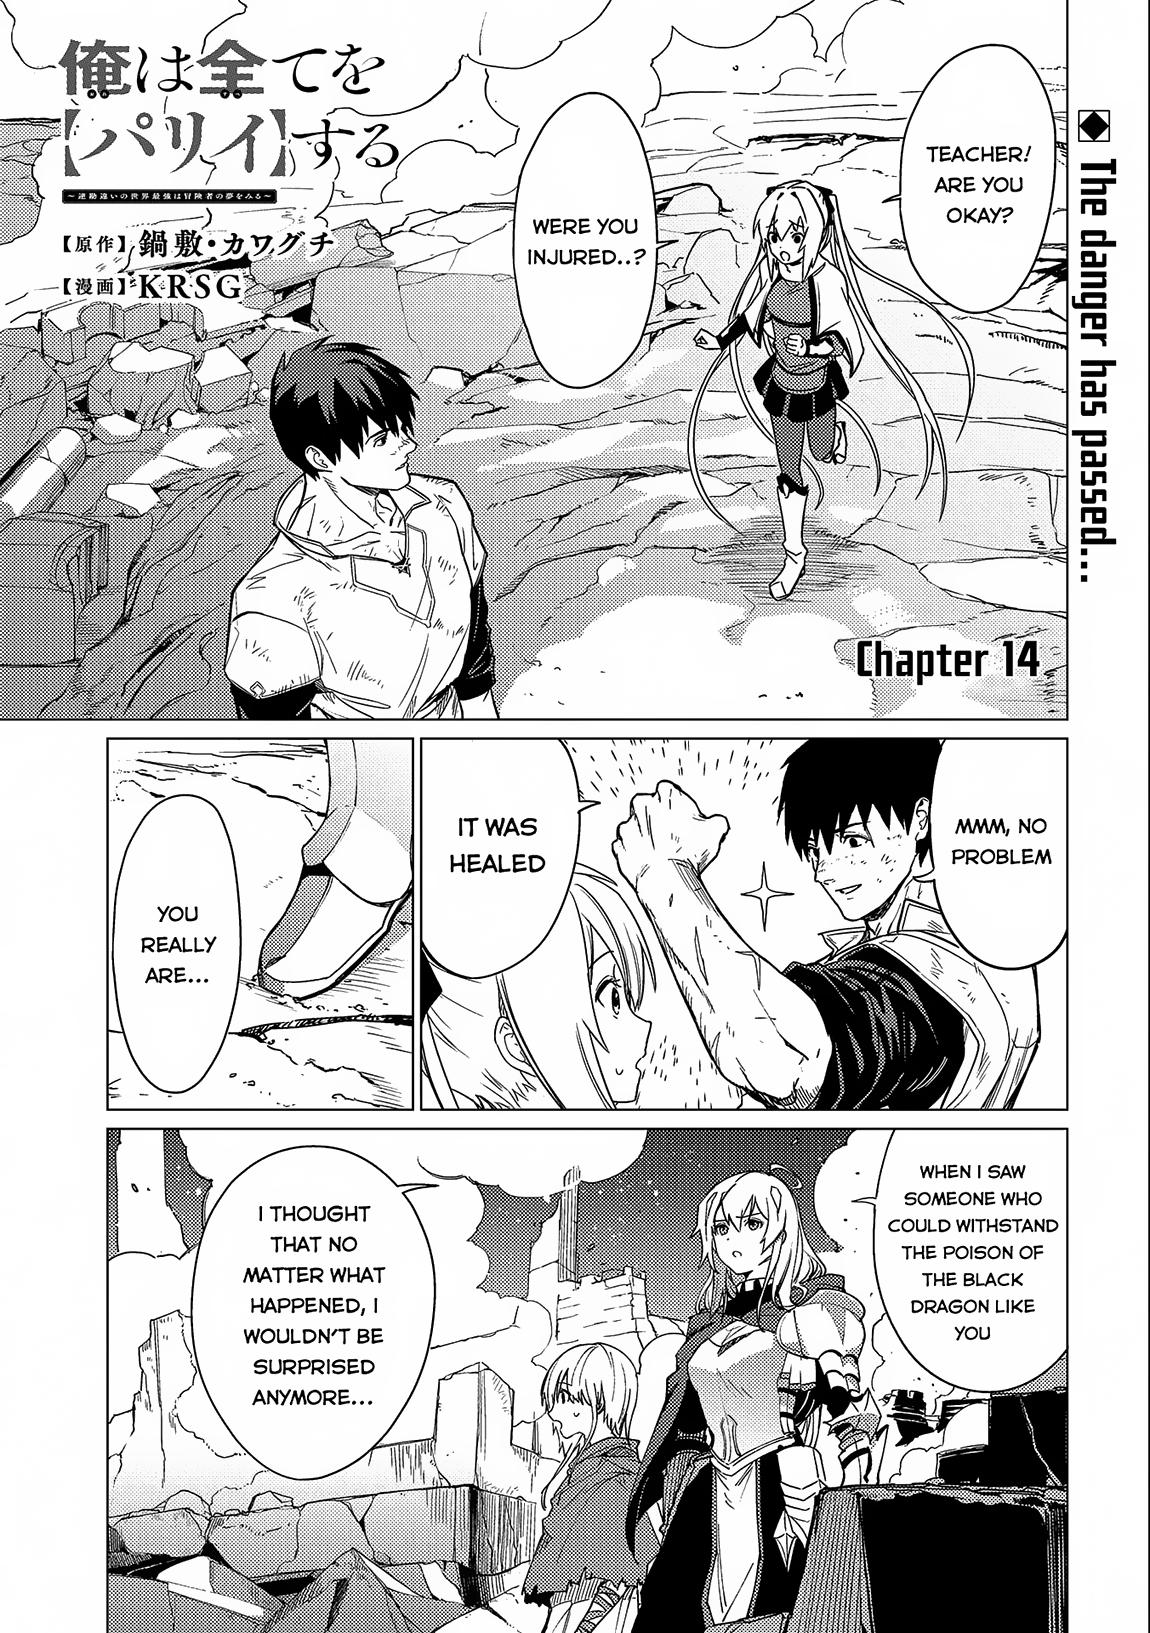 ◆ The danger has passed...
TEACHER!
ARE YOU
OKAY?
WERE YOU
INJURED..?
俺は全てを
【パリイ】する
～逆勘違いの世界最強は冒険者の夢をみる～
【原作】鍋敷・カワグチ
【漫画】KRSG
Chapter 14
MMM, NO
PROBLEM
IT WAS
HEALED
YOU
REALLY
ARE...
WHEN I SAW
SOMEONE WHO
COULD WITHSTAND
THE POISON OF
THE BLACK
DRAGON LIKE
YOU
I THOUGHT
THAT NO
MATTER WHAT
HAPPENED, I
WOULDN'T BE
SURPRISED
ANYMORE...